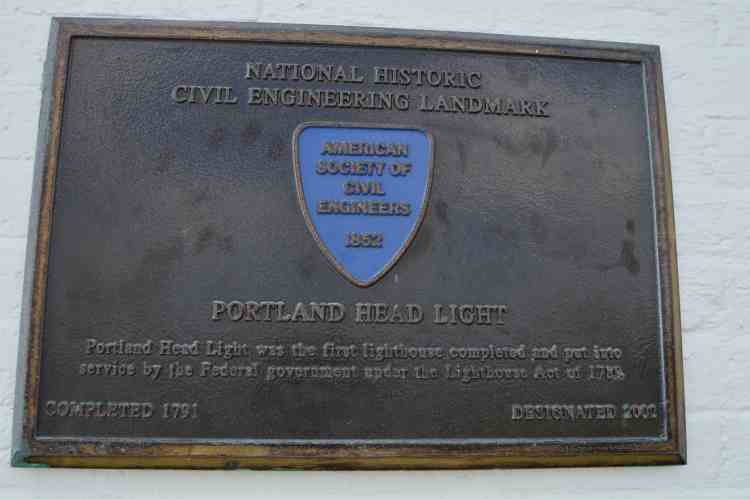 NATIONAL HISTORIC
CIVIL ENGINEERING LANDMARK
AMERICAN
SOCIETY OF
CIVIL
ENGINEERS
1852
PORTLAND HEAD LIGHT
Portland Head Light was the first lighthouse completed and put into
service by the Federal government under the Lighthouse Act of 1789.
COMPLETED 1791
DESIGNATED 2002